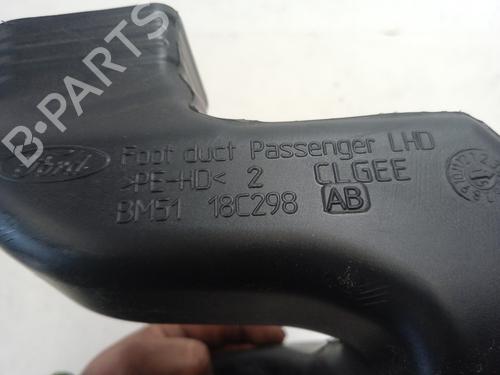 B-PARTS
Ford
Foot duct Passenger LHD
>PE-HD< 2 CLGEE
BM51 18C298 AB